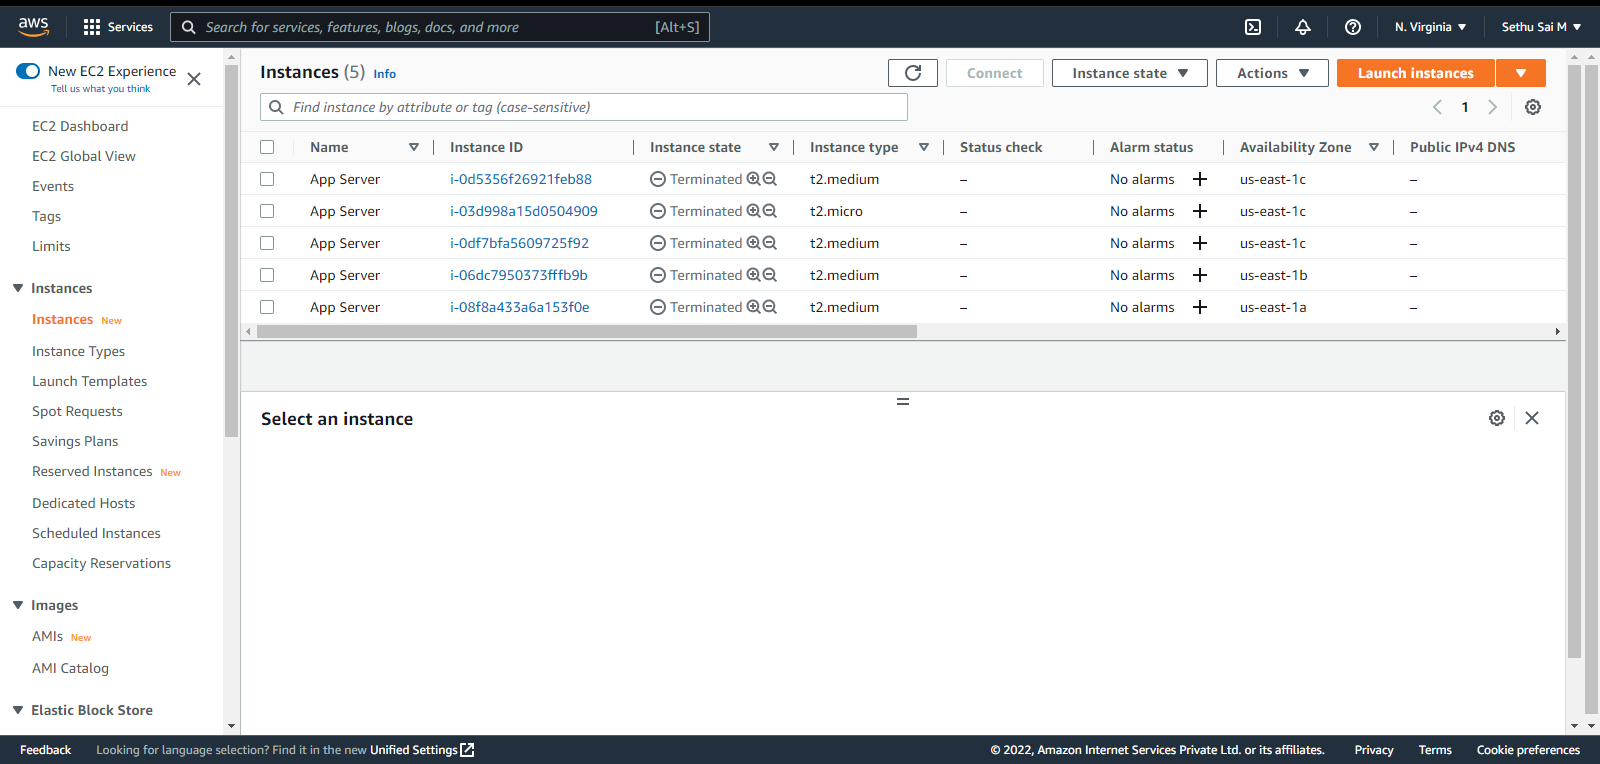 aws Services Search for services, features, blogs, docs, and more [Alt+S] N. Virginia Sethu Sai M
New EC2 Experience
Tell us what you think
EC2 Dashboard
EC2 Global View
Events
Tags
Limits
Instances
Instances New
Instance Types
Launch Templates
Spot Requests
Savings Plans
Reserved Instances New
Dedicated Hosts
Scheduled Instances
Capacity Reservations
Images
AMIs New
AMI Catalog
Elastic Block Store
Instances (5) Info Connect Instance state Actions Launch instances
Find instance by attribute or tag (case-sensitive) 1
Name Instance ID Instance state Instance type Status check Alarm status Availability Zone Public IPv4 DNS
App Server i-0d5356f26921feb88 Terminated t2.medium – No alarms + us-east-1c –
App Server i-03d998a15d0504909 Terminated t2.micro – No alarms + us-east-1c –
App Server i-0df7bfa5609725f92 Terminated t2.medium – No alarms + us-east-1c –
App Server i-06dc7950373fffb9b Terminated t2.medium – No alarms + us-east-1b –
App Server i-08f8a433a6a153f0e Terminated t2.medium – No alarms + us-east-1a –
Select an instance
Feedback Looking for language selection? Find it in the new Unified Settings © 2022, Amazon Internet Services Private Ltd. or its affiliates. Privacy Terms Cookie preferences